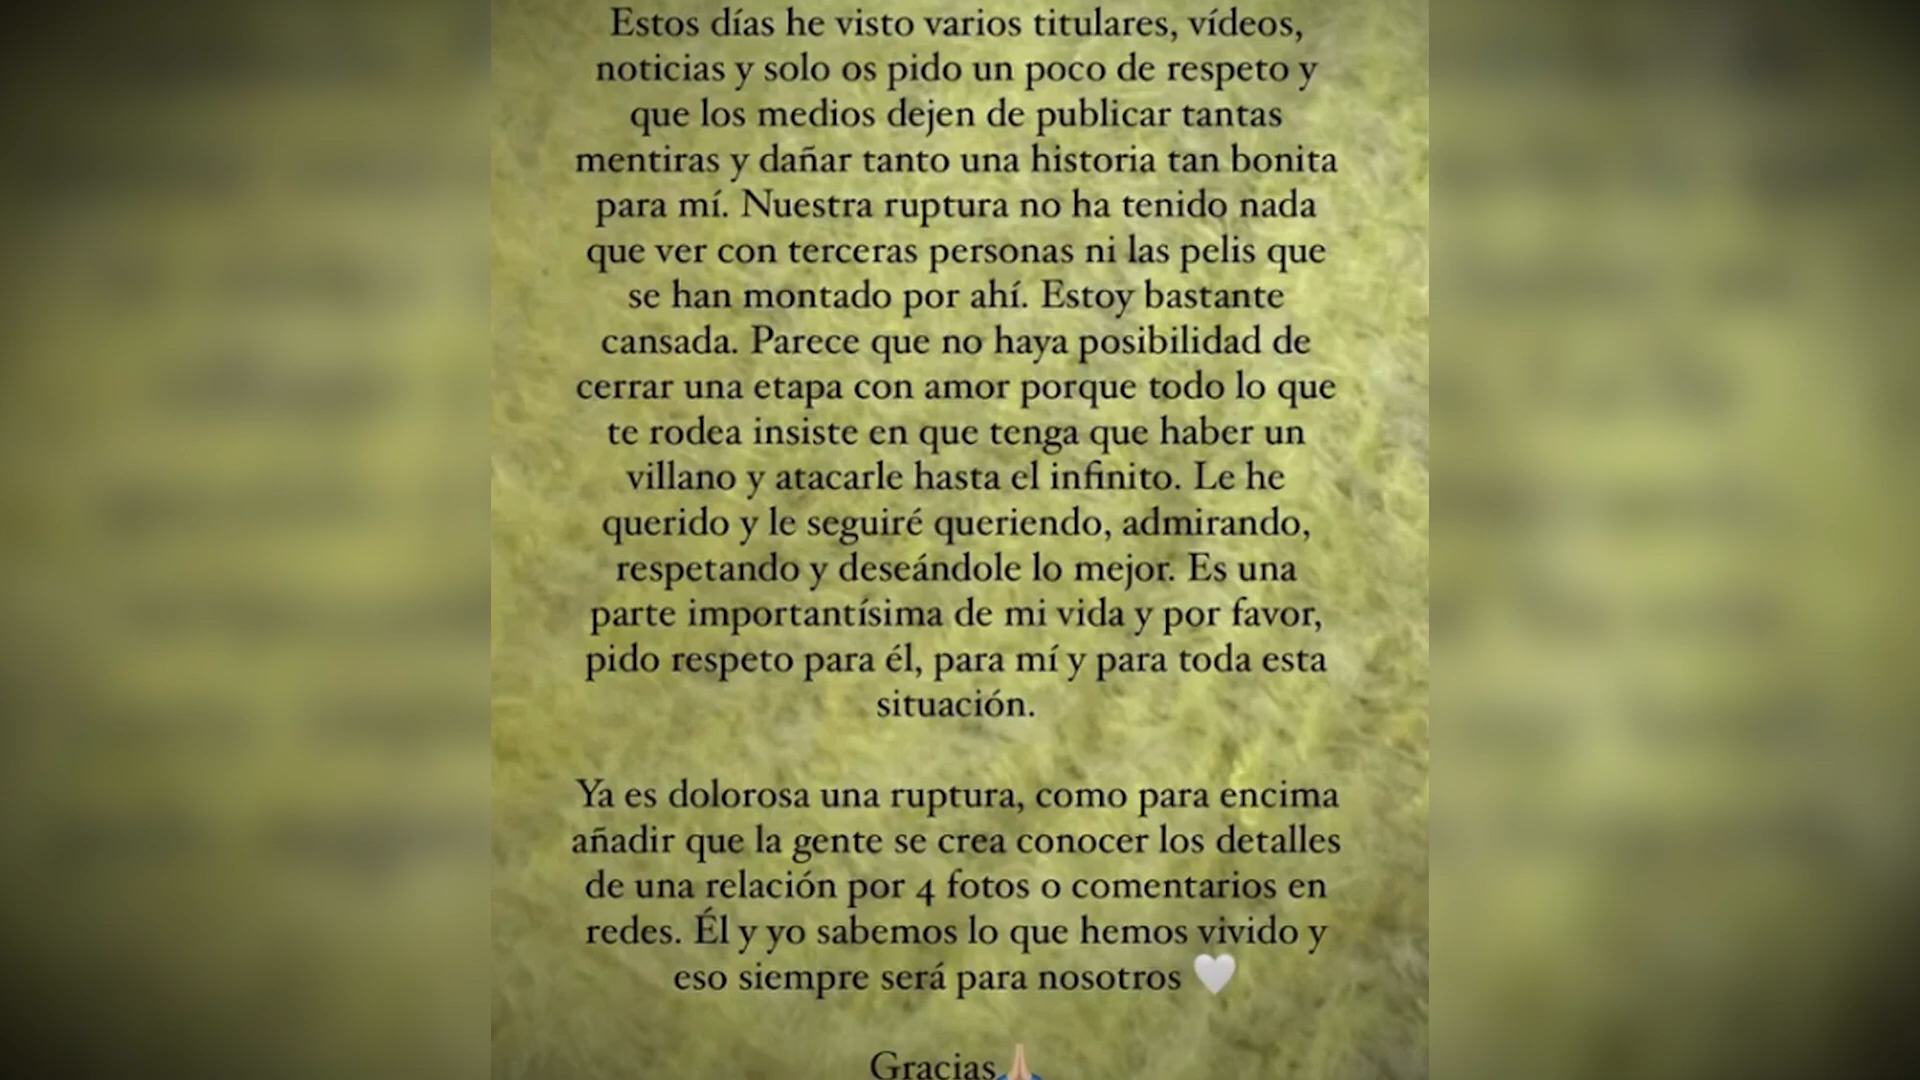 Estos días he visto varios titulares, vídeos,
noticias y solo os pido un poco de respeto y
que los medios dejen de publicar tantas
mentiras y dañar tanto una historia tan bonita
para mí. Nuestra ruptura no ha tenido nada
que ver con terceras personas ni las pelis que
se han montado por ahí. Estoy bastante
cansada. Parece que no haya posibilidad de
cerrar una etapa con amor porque todo lo que
te rodea insiste en que tenga que haber un
villano y atacarle hasta el infinito. Le he
querido y le seguiré queriendo, admirando,
respetando y deseándole lo mejor. Es una
parte importantísima de mi vida y por favor,
pido respeto para él, para mí y para toda esta
situación.
Ya es dolorosa una ruptura, como para encima
añadir que la gente se crea conocer los detalles
de una relación por 4 fotos o comentarios en
redes. Él y yo sabemos lo que hemos vivido y
eso siempre será para nosotros 🤍
Gracias🙏🏼